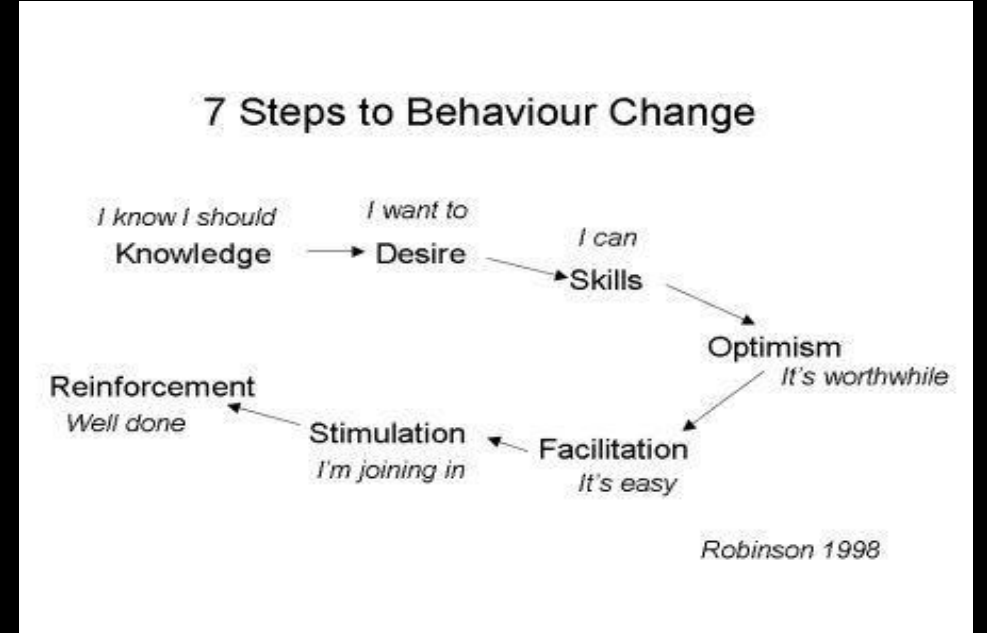 7 Steps to Behaviour Change
I know I should
Knowledge
I want to
Desire
I can
Skills
Optimism
It's worthwhile
Facilitation
It's easy
Stimulation
I'm joining in
Reinforcement
Well done
Robinson 1998